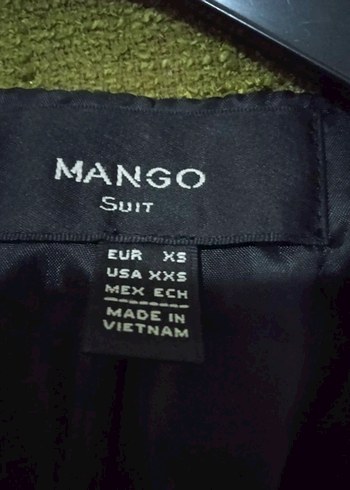 MANGO
SUIT
EUR XS
USA XXS
MEX ECH
MADE IN
VIETNAM